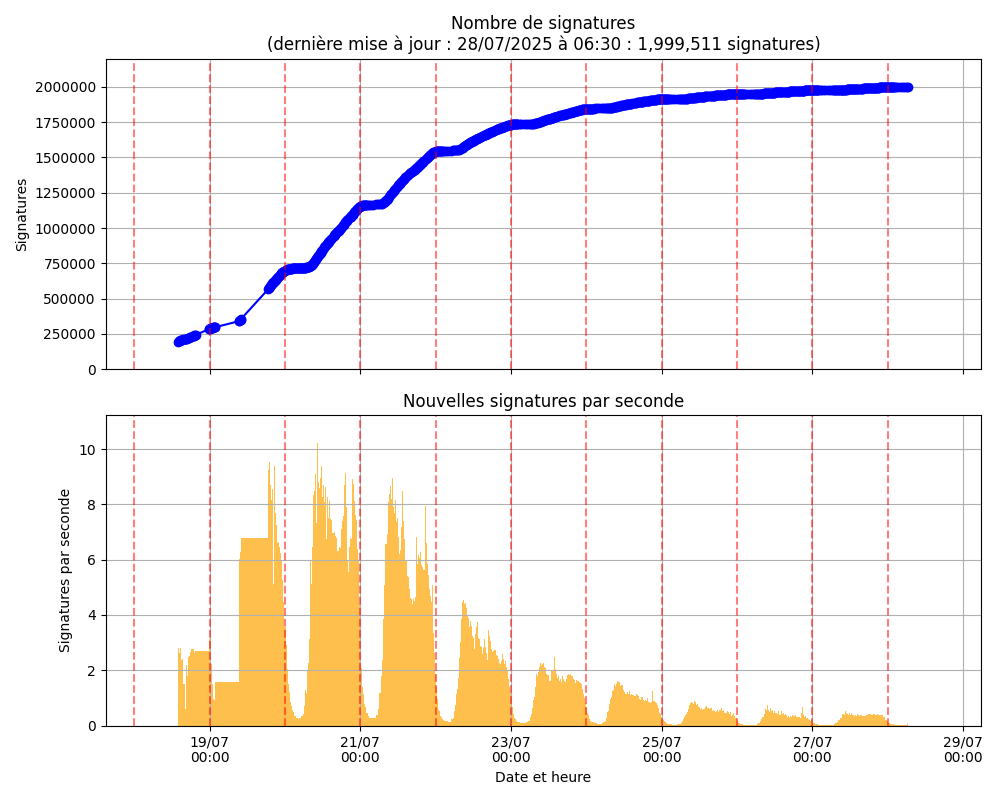 Nombre de signatures
(dernière mise à jour : 28/07/2025 à 06:30 : 1,999,511 signatures)
2000000
1750000
1500000
1250000
1000000
750000
500000
250000
0
Signatures
Nouvelles signatures par seconde
10
8
6
4
2
0
Signatures par seconde
19/07 21/07 23/07 25/07 27/07 29/07
00:00 00:00 00:00 00:00 00:00 00:00
Date et heure